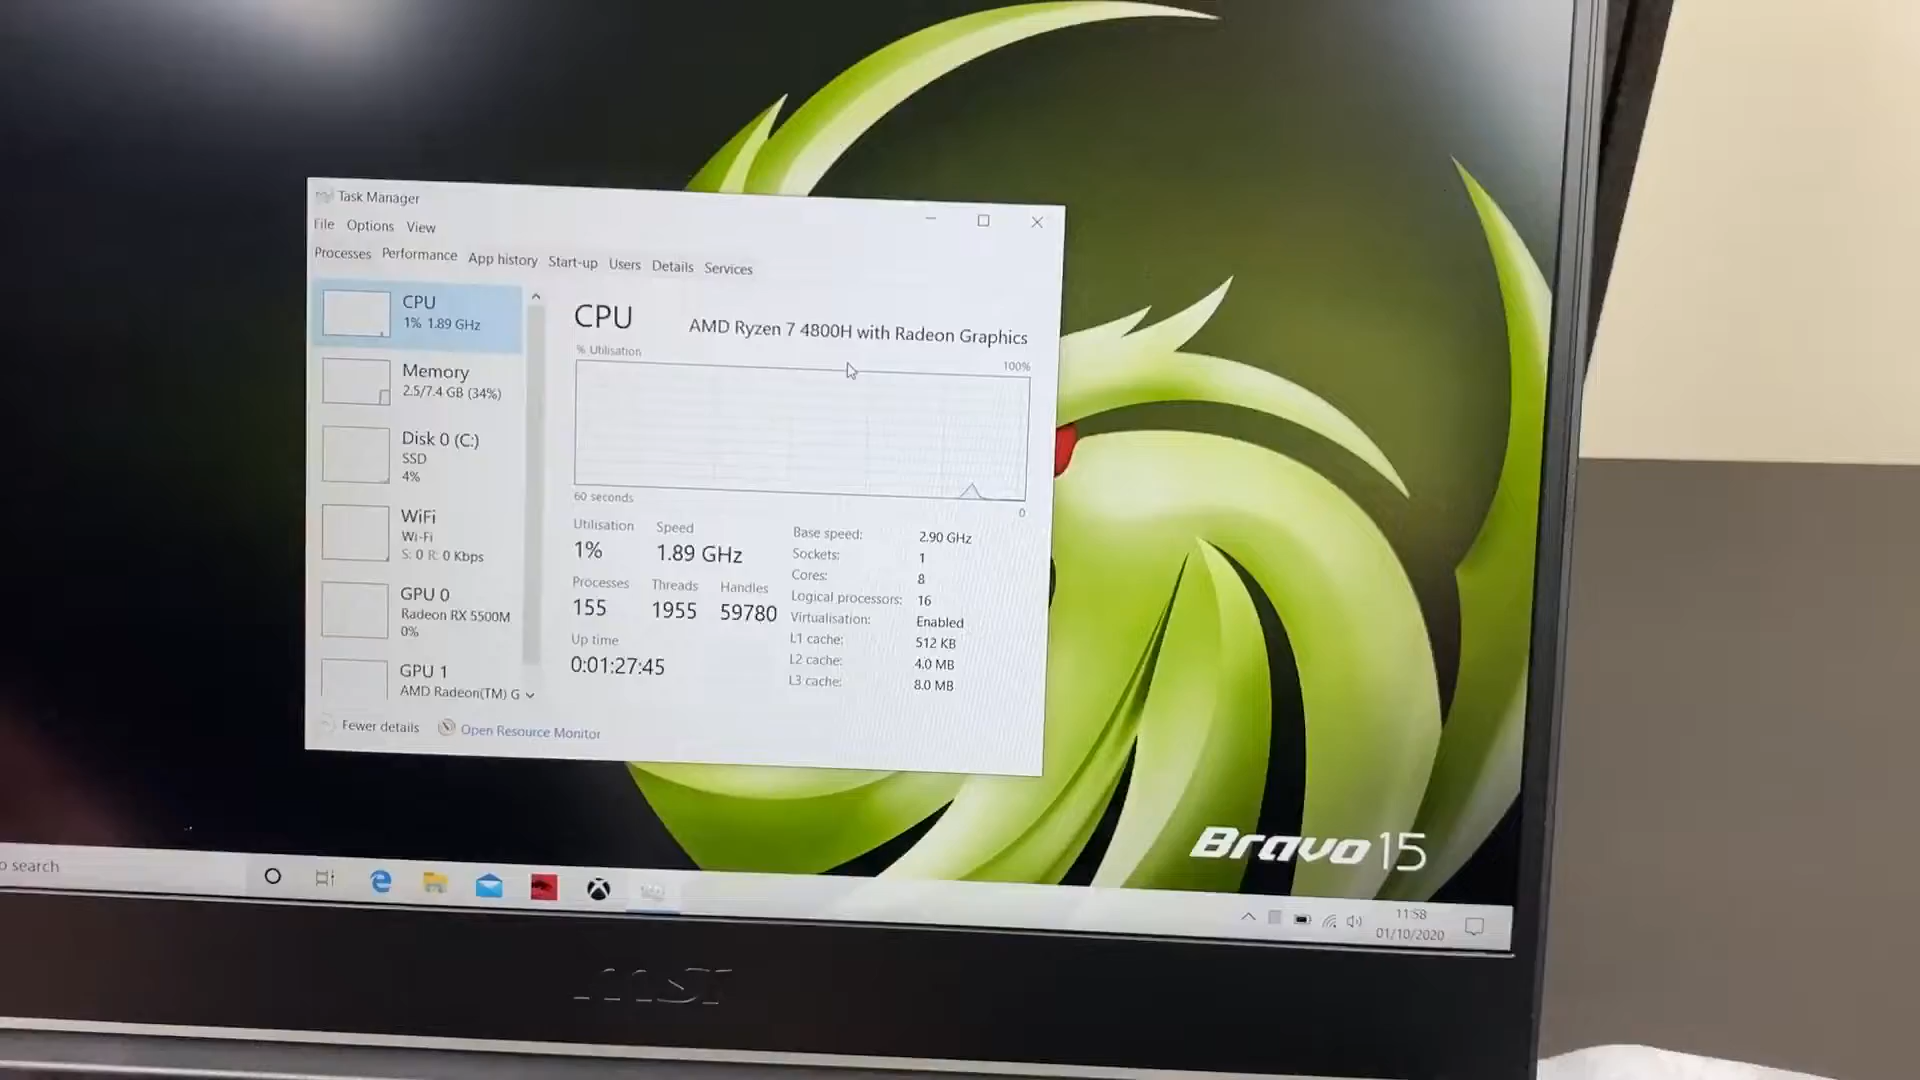 Task Manager
File Options View
Processes Performance App history Start-up Users Details Services
CPU
1% 1.89 GHz
Memory
2.5/7.4 GB (34%)
Disk 0 (C:)
SSD
4%
WiFi
Wi-Fi
S: 0 R: 0 Kbps
GPU 0
Radeon RX 5500M
0%
GPU 1
AMD Radeon(TM) G
CPU
AMD Ryzen 7 4800H with Radeon Graphics
% Utilisation
100%
60 seconds
0
Utilisation Speed
1% 1.89 GHz
Processes Threads Handles
155 1955 59780
Up time
0:01:27:45
Base speed: 2.90 GHz
Sockets: 1
Cores: 8
Logical processors: 16
Virtualisation: Enabled
L1 cache: 512 KB
L2 cache: 4.0 MB
L3 cache: 8.0 MB
Fewer details Open Resource Monitor
Bravo 15
o search
11:58
01/10/2020
msi